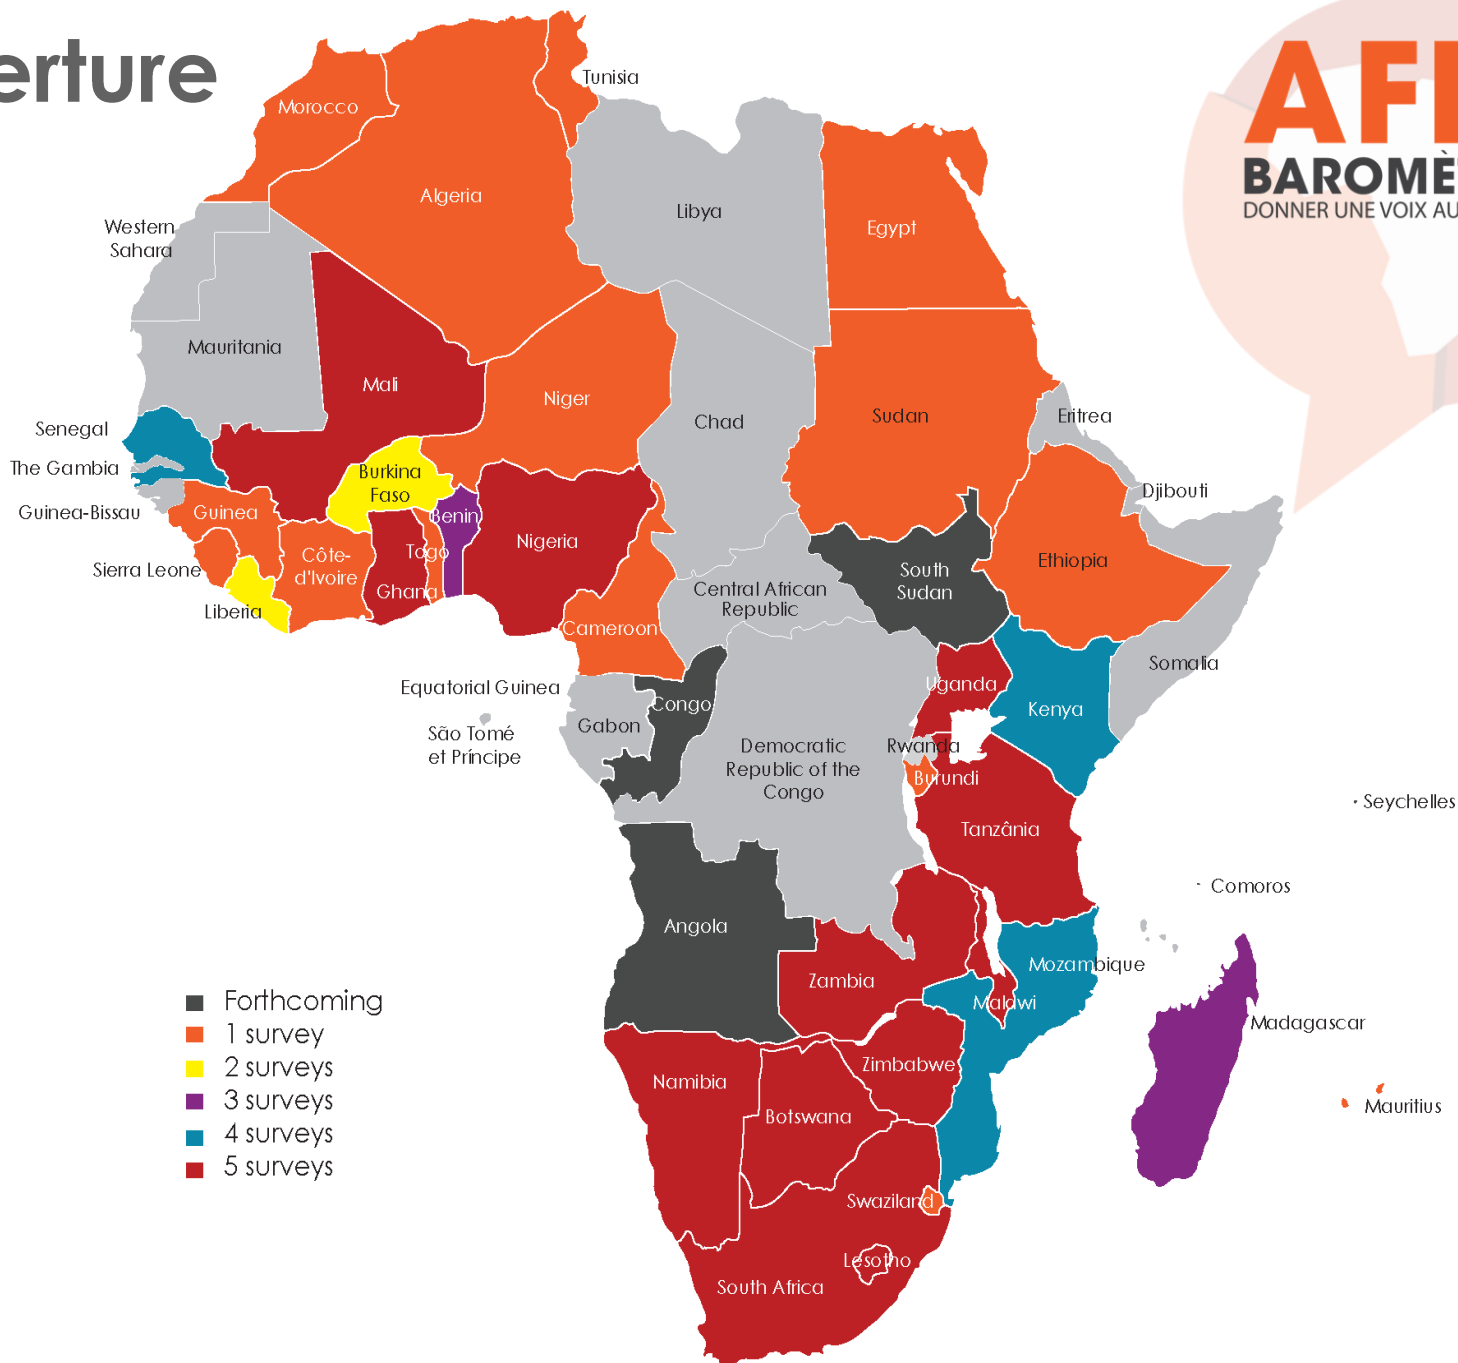 erture
AF
BAROMÈ
DONNER UNE VOIX AU
Tunisia
Morocco
Algeria
Libya
Egypt
Western
Sahara
Mauritania
Mali
Niger
Chad
Sudan
Eritrea
Senegal
The Gambia
Guinea-Bissau
Burkina
Faso
Djibouti
Guinea
Benin
Nigeria
Togo
Côte-
d'Ivoire
Sierra Leone
Ghana
Liberia
Ethiopia
South
Sudan
Central African
Republic
Cameroon
Somalia
Equatorial Guinea
Uganda
Kenya
Congo
Gabon
São Tomé
et Príncipe
Democratic
Republic of the
Congo
Rwanda
Burundi
Tanzânia
Seychelles
Comoros
Angola
Zambia
Mozambique
Malawi
Madagascar
Zimbabwe
Namibia
Botswana
Mauritius
Swaziland
Lesotho
South Africa
Forthcoming
1 survey
2 surveys
3 surveys
4 surveys
5 surveys